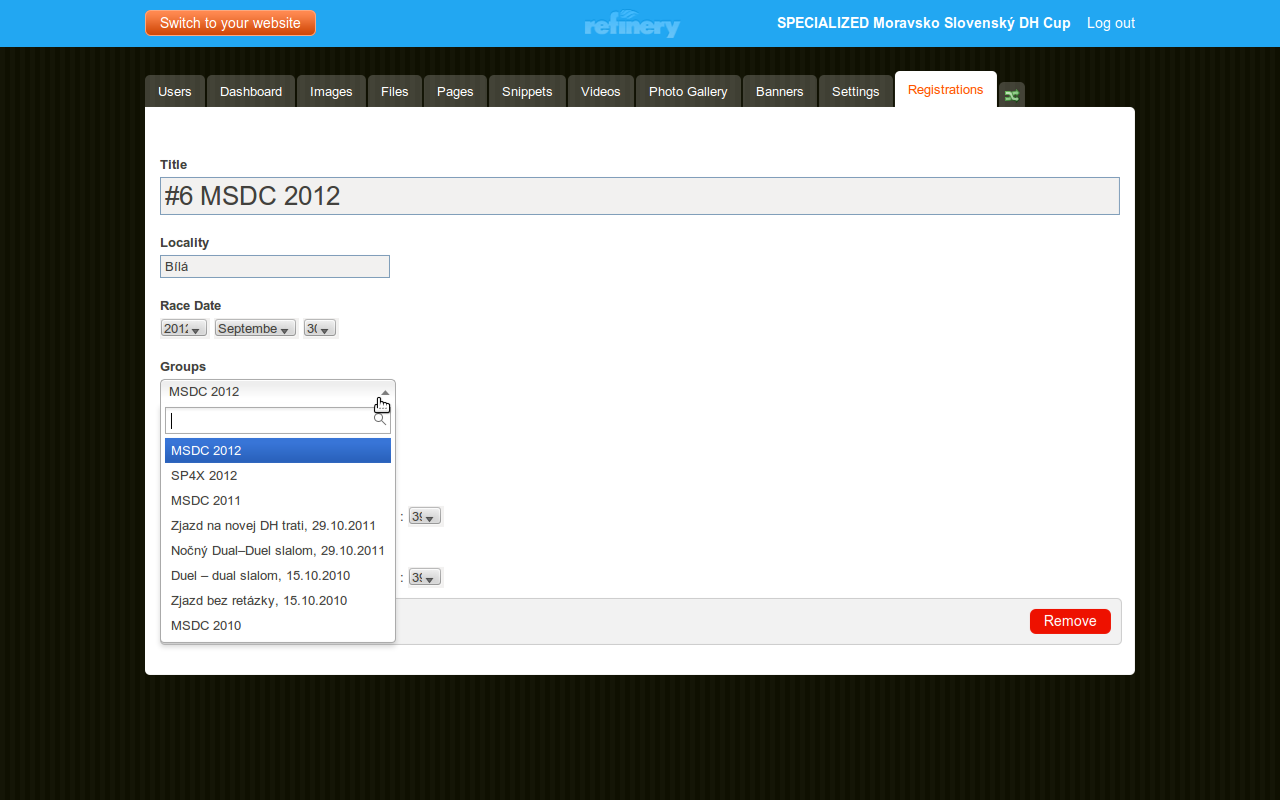 Switch to your website
refinery
SPECIALIZED Moravsko Slovenský DH Cup Log out
Users Dashboard Images Files Pages Snippets Videos Photo Gallery Banners Settings Registrations
Title
#6 MSDC 2012
Locality
Bílá
Race Date
2012 Septembe 30
Groups
MSDC 2012
MSDC 2012
SP4X 2012
MSDC 2011
Zjazd na novej DH trati, 29.10.2011
: 39
Nočný Dual–Duel slalom, 29.10.2011
Duel – dual slalom, 15.10.2010
: 39
Zjazd bez retázky, 15.10.2010
MSDC 2010
Remove